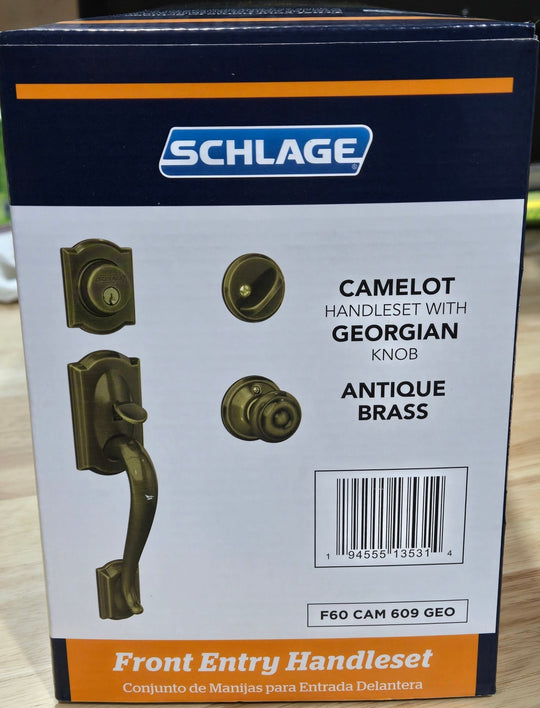 SCHLAGE
CAMELOT
HANDLESET WITH
GEORGIAN
KNOB
ANTIQUE
BRASS
1 94555 13531 4
F60 CAM 609 GEO
Front Entry Handleset
Conjunto de Manijas para Entrada Delantera